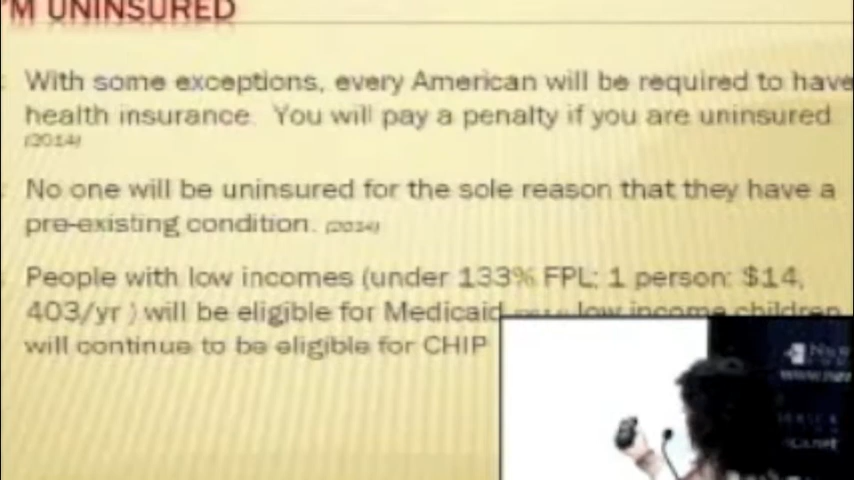 'M UNINSURED
With some exceptions, every American will be required to have
health insurance. You will pay a penalty if you are uninsured
(2014)
No one will be uninsured for the sole reason that they have a
pre-existing condition. (2014)
People with low incomes (under 133% FPL; 1 person: $14,
403/yr ) will be eligible for Medicaid low income children
will continue to be eligible for CHIP